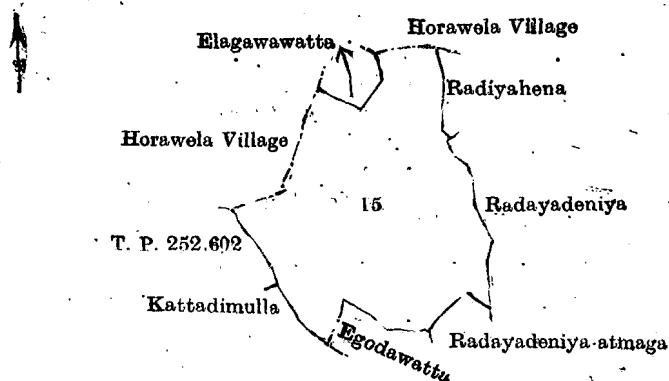 Horawela Village
Elagawawatta
Radiyahena
Horawela Village
15
Radayadeniya
T. P. 252.602
Kattadimulla
Egodawatta
Radayadeniya-atmaga